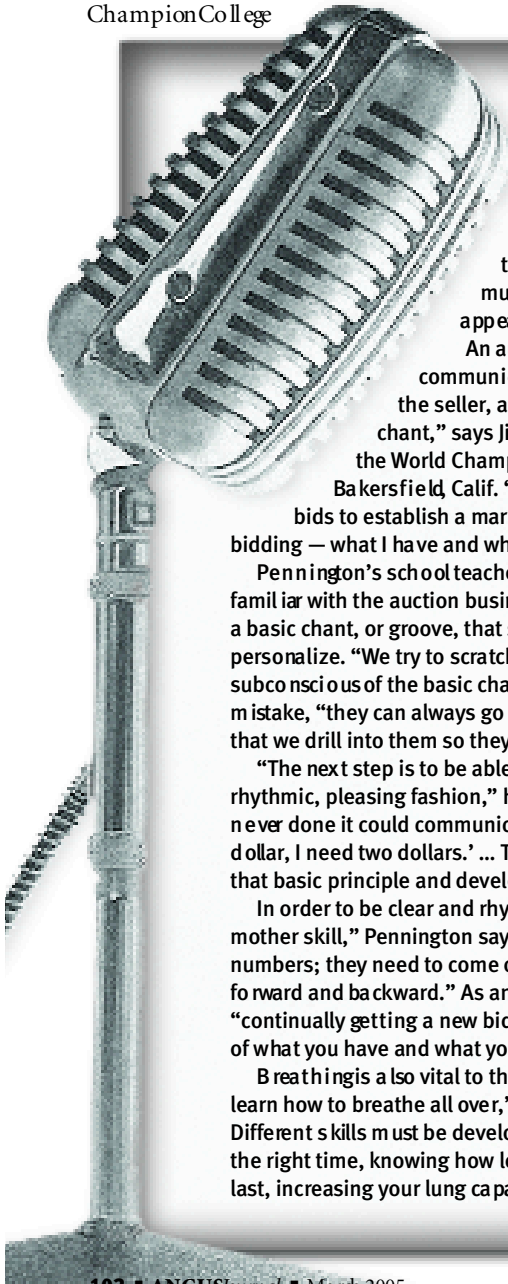 Champion College
t
mu
appea
An a
communi
the seller, a
chant,” says Ji
the World Champ
Bakersfield, Calif. “
bids to establish a mar
bidding — what I have and wh
Pennington’s school teache
familiar with the auction busin
a basic chant, or groove, that s
personalize. “We try to scratch
subconscious of the basic cha
mistake, “they can always go
that we drill into them so they
“The next step is to be able
rhythmic, pleasing fashion,” h
never done it could communic
dollar, I need two dollars.’ ... T
that basic principle and devel
In order to be clear and rhy
mother skill,” Pennington say
numbers; they need to come o
forward and backward.” As an
“continually getting a new bid
of what you have and what yo
Breathing is also vital to th
learn how to breathe all over,”
Different skills must be develo
the right time, knowing how lo
last, increasing your lung capa
102 ■ ANGUSJournal ■ March 2005